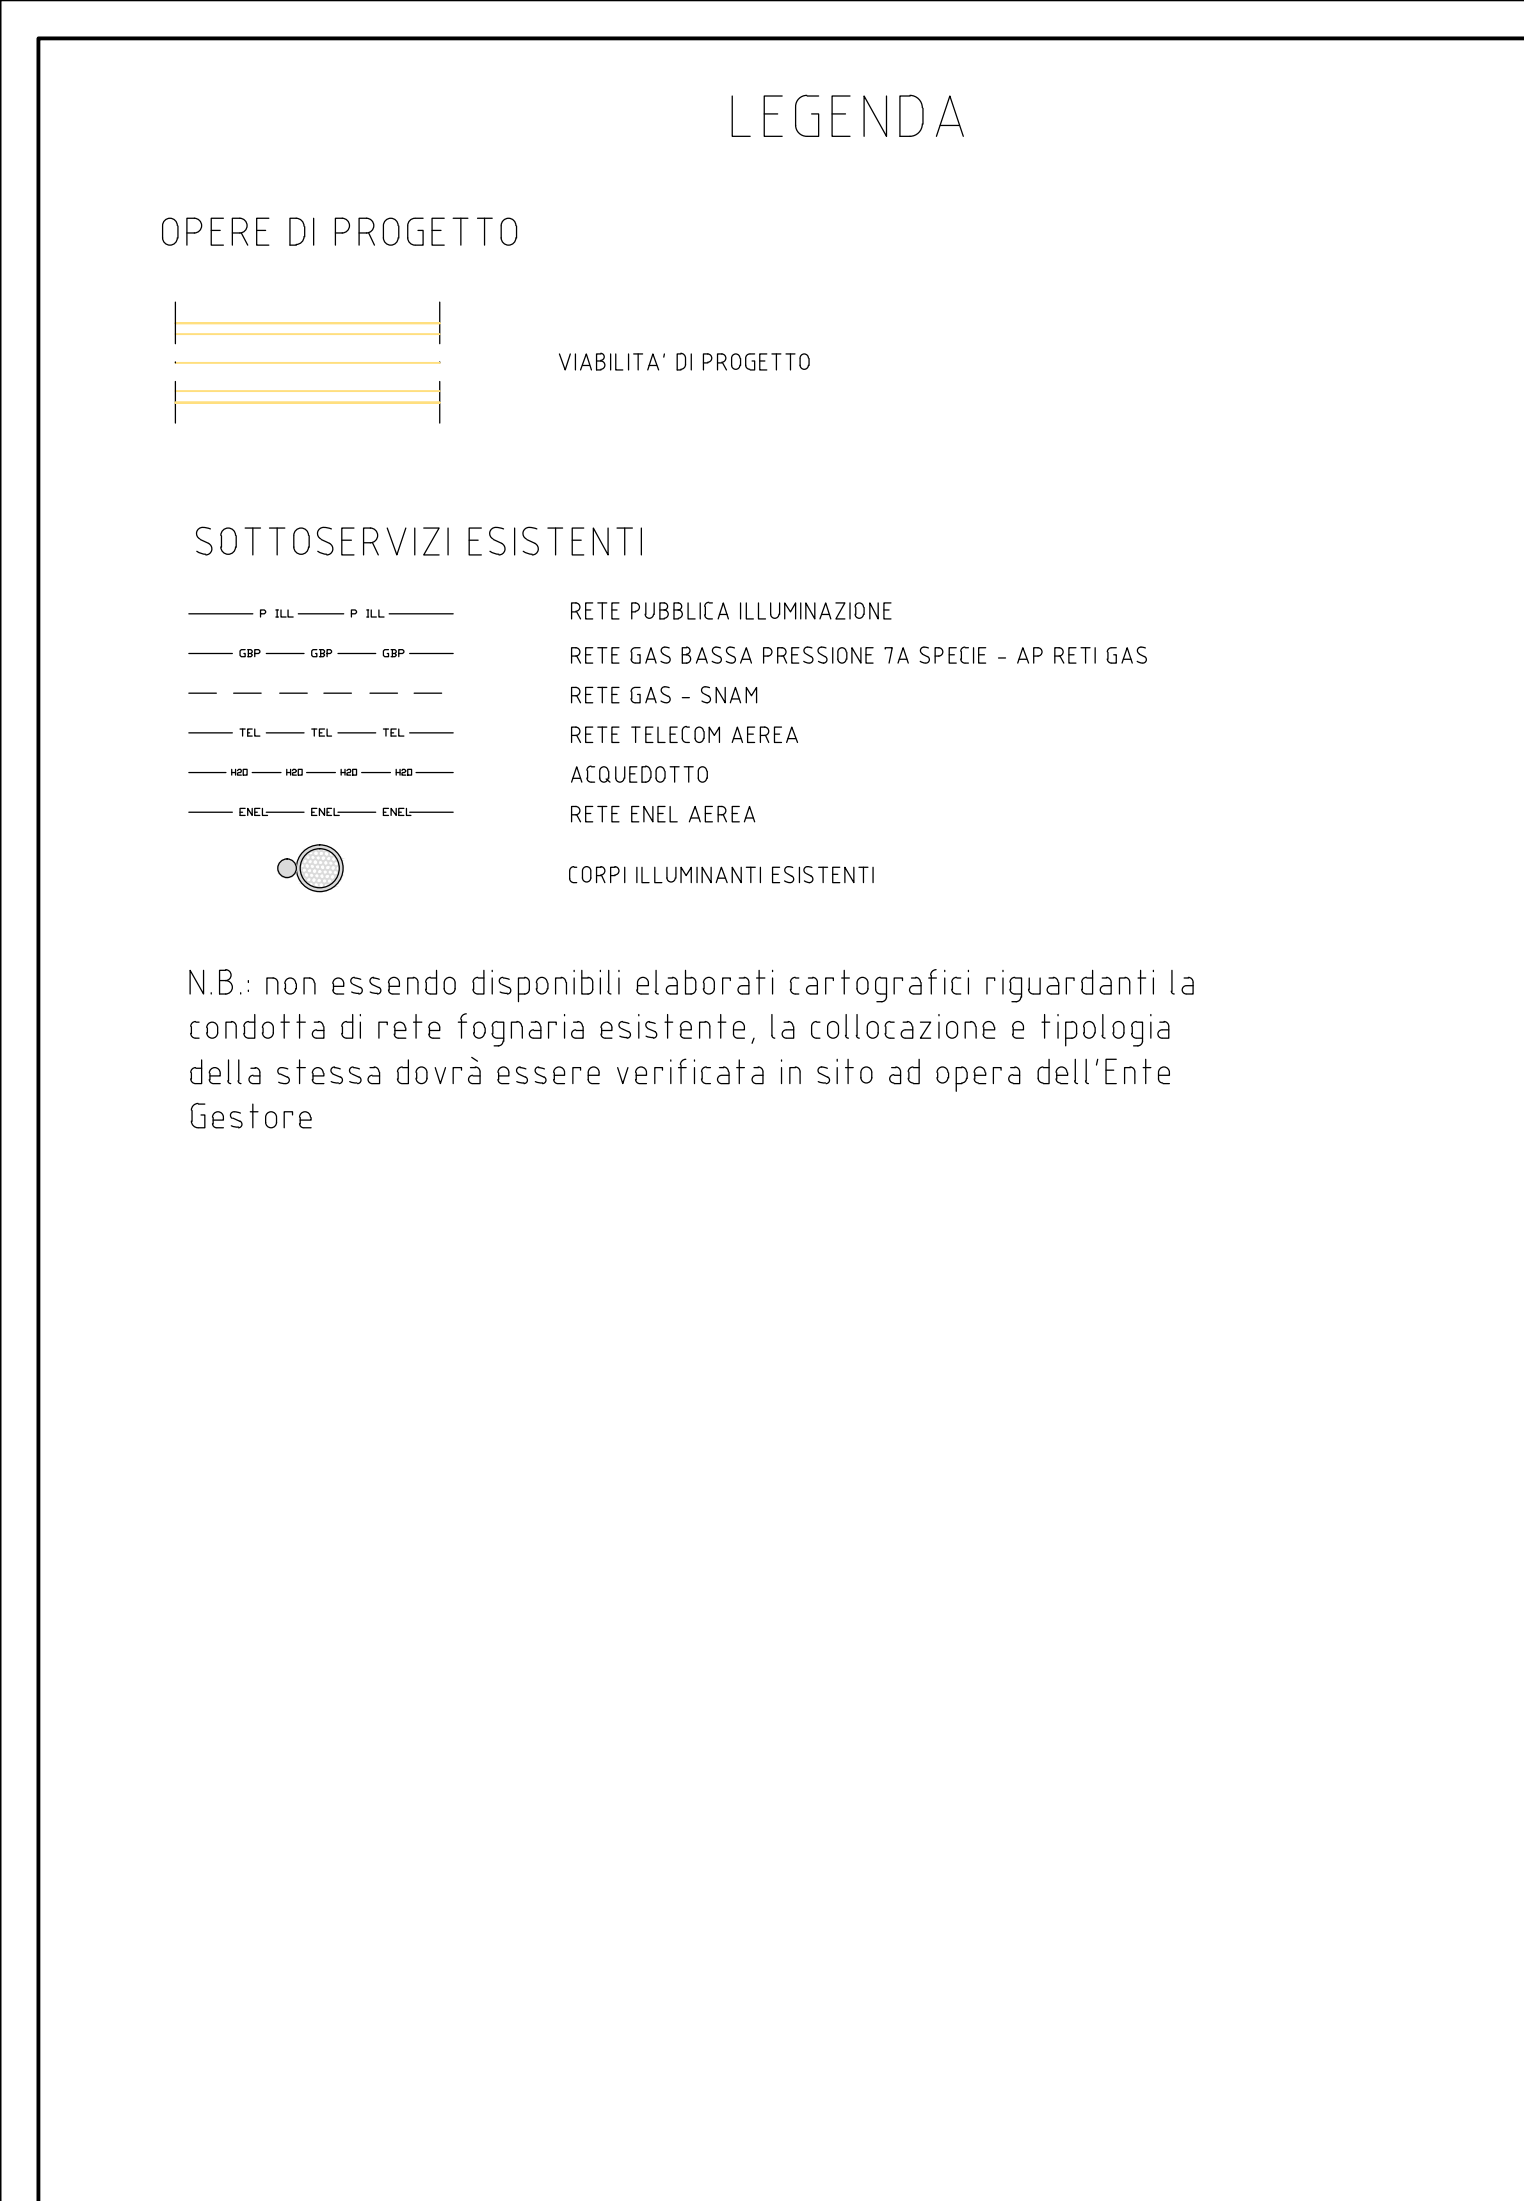 LEGENDA
OPERE DI PROGETTO
VIABILITA' DI PROGETTO
SOTTOSERVIZI ESISTENTI
P ILL P ILL RETE PUBBLICA ILLUMINAZIONE
GBP GBP GBP RETE GAS BASSA PRESSIONE 7A SPECIE - AP RETI GAS
RETE GAS - SNAM
TEL TEL TEL RETE TELECOM AEREA
H2O H2O H2O H2O ACQUEDOTTO
ENEL ENEL ENEL RETE ENEL AEREA
CORPI ILLUMINANTI ESISTENTI
N.B.: non essendo disponibili elaborati cartografici riguardanti la
condotta di rete fognaria esistente, la collocazione e tipologia
della stessa dovrà essere verificata in sito ad opera dell'Ente
Gestore